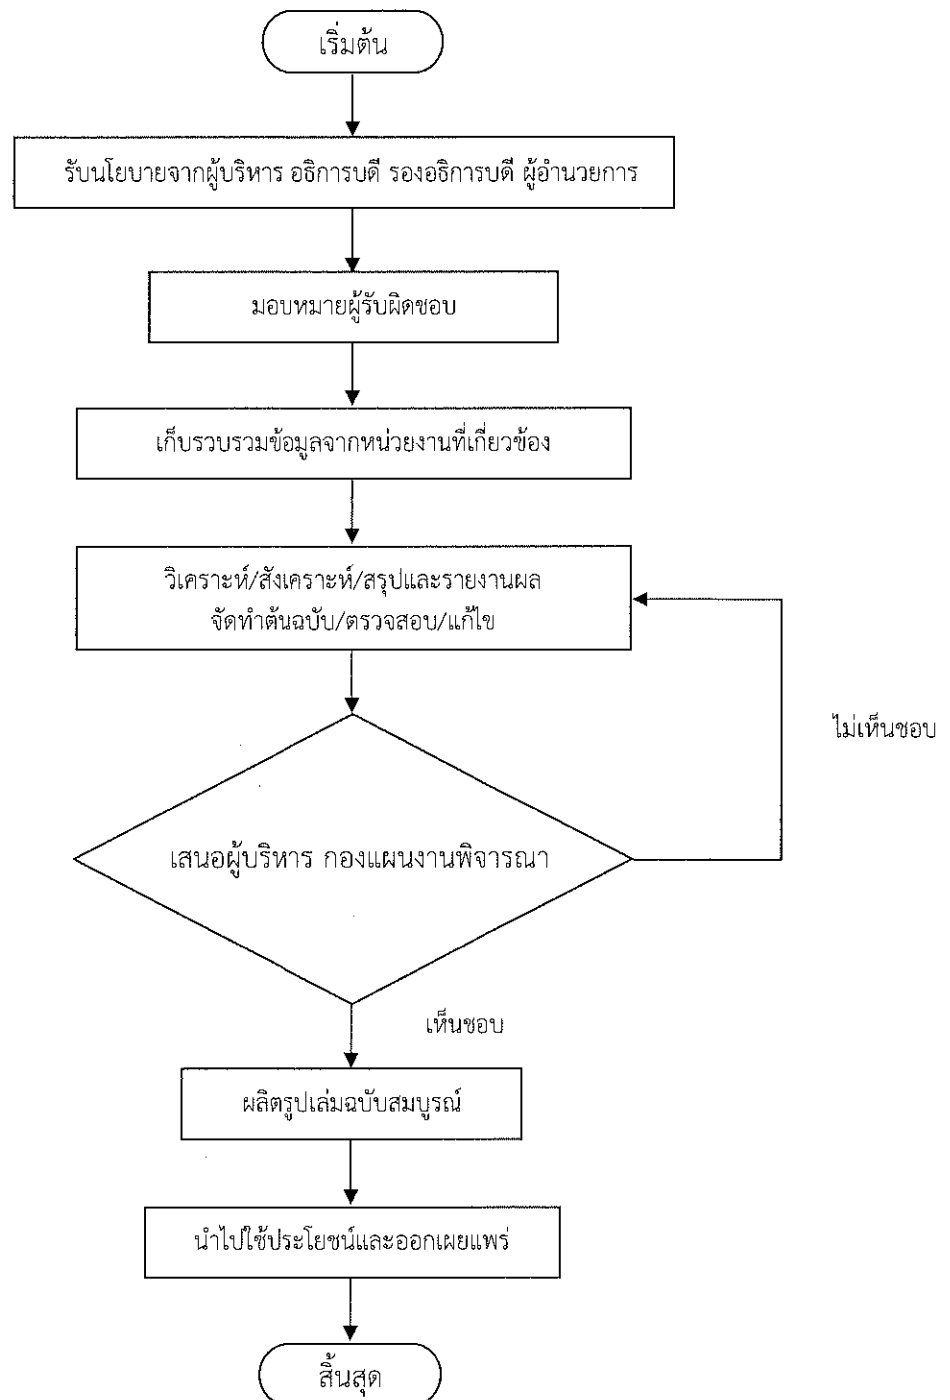 เริ่มต้น
รับนโยบายจากผู้บริหาร อธิการบดี รองอธิการบดี ผู้อำนวยการ
มอบหมายผู้รับผิดชอบ
เก็บรวบรวมข้อมูลจากหน่วยงานที่เกี่ยวข้อง
วิเคราะห์/สังเคราะห์/สรุปและรายงานผล
จัดทำต้นฉบับ/ตรวจสอบ/แก้ไข
ไม่เห็นชอบ
เสนอผู้บริหาร กองแผนงานพิจารณา
เห็นชอบ
ผลิตรูปเล่มฉบับสมบูรณ์
นำไปใช้ประโยชน์และออกเผยแพร่
สิ้นสุด